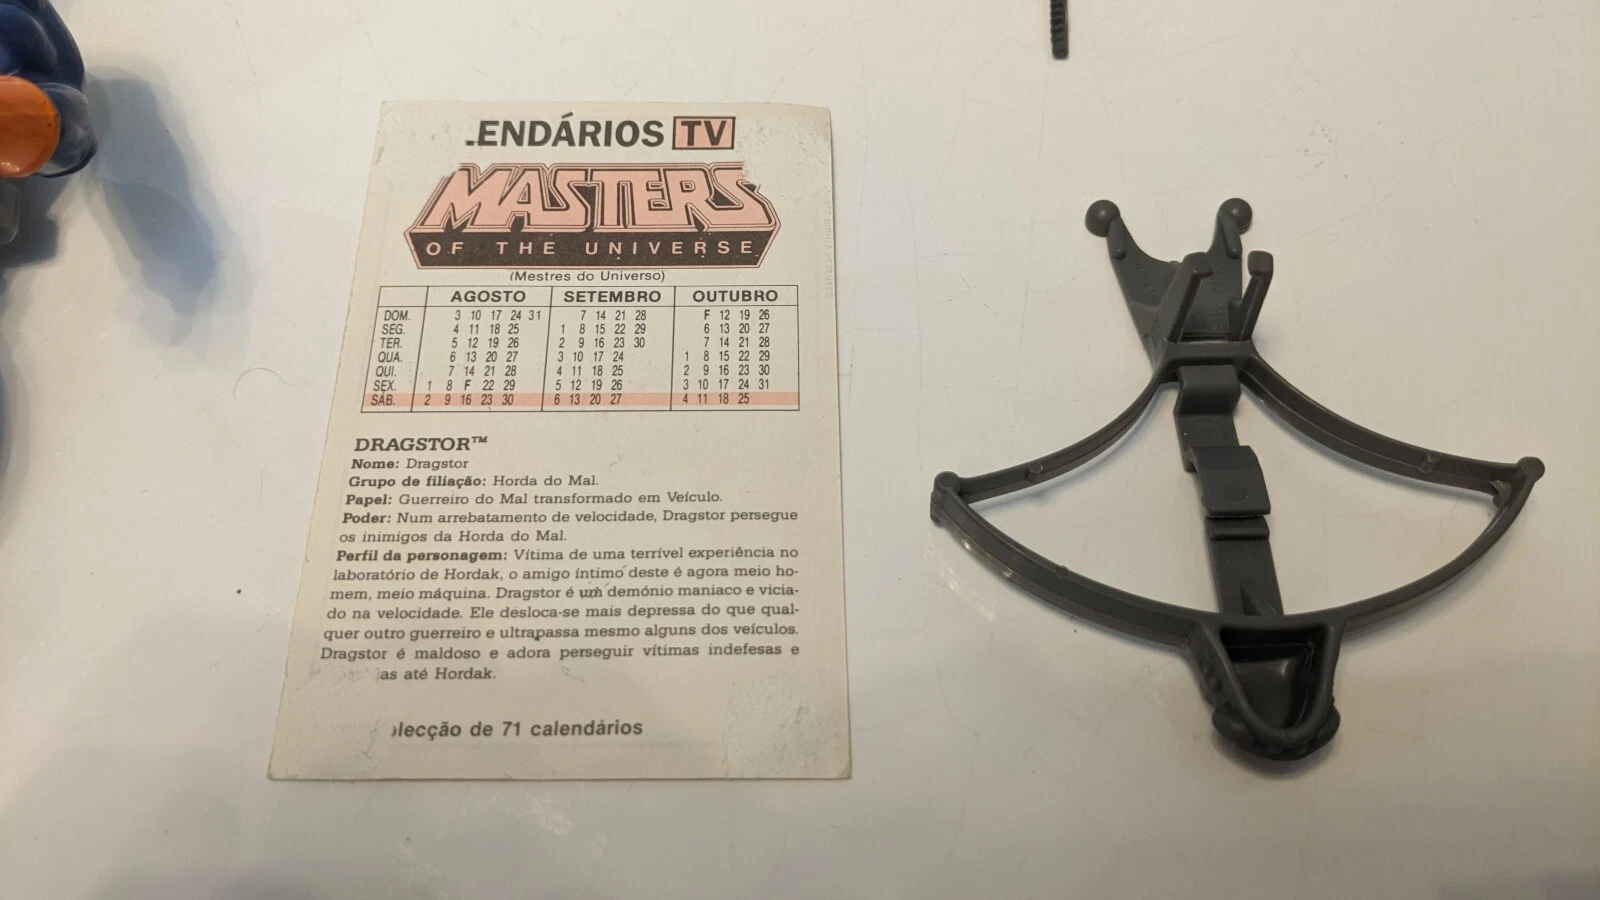 .ENDÁRIOS TV
MASTERS
OF THE UNIVERSE
(Mestres do Universo)
AGOSTO SETEMBRO OUTUBRO
DOM. 3 10 17 24 31 7 14 21 28 F 12 19 26
SEG. 4 11 18 25 1 8 15 22 29 6 13 20 27
TER. 5 12 19 26 2 9 16 23 30 7 14 21 28
QUA. 6 13 20 27 3 10 17 24 1 8 15 22 29
QUI. 7 14 21 28 4 11 18 25 2 9 16 23 30
SEX. 1 8 F 22 29 5 12 19 26 3 10 17 24 31
SÁB. 2 9 16 23 30 6 13 20 27 4 11 18 25
DRAGSTOR™
Nome: Dragstor
Grupo de filiação: Horda do Mal.
Papel: Guerreiro do Mal transformado em Veículo.
Poder: Num arrebatamento de velocidade, Dragstor persegue
os inimigos da Horda do Mal.
Perfil da personagem: Vítima de uma terrível experiência no
laboratório de Hordak, o amigo íntimo deste é agora meio ho-
mem, meio máquina. Dragstor é um demónio maniaco e vicia-
do na velocidade. Ele desloca-se mais depressa do que qual-
quer outro guerreiro e ultrapassa mesmo alguns dos veículos.
Dragstor é maldoso e adora perseguir vítimas indefesas e
as até Hordak.
olecção de 71 calendários